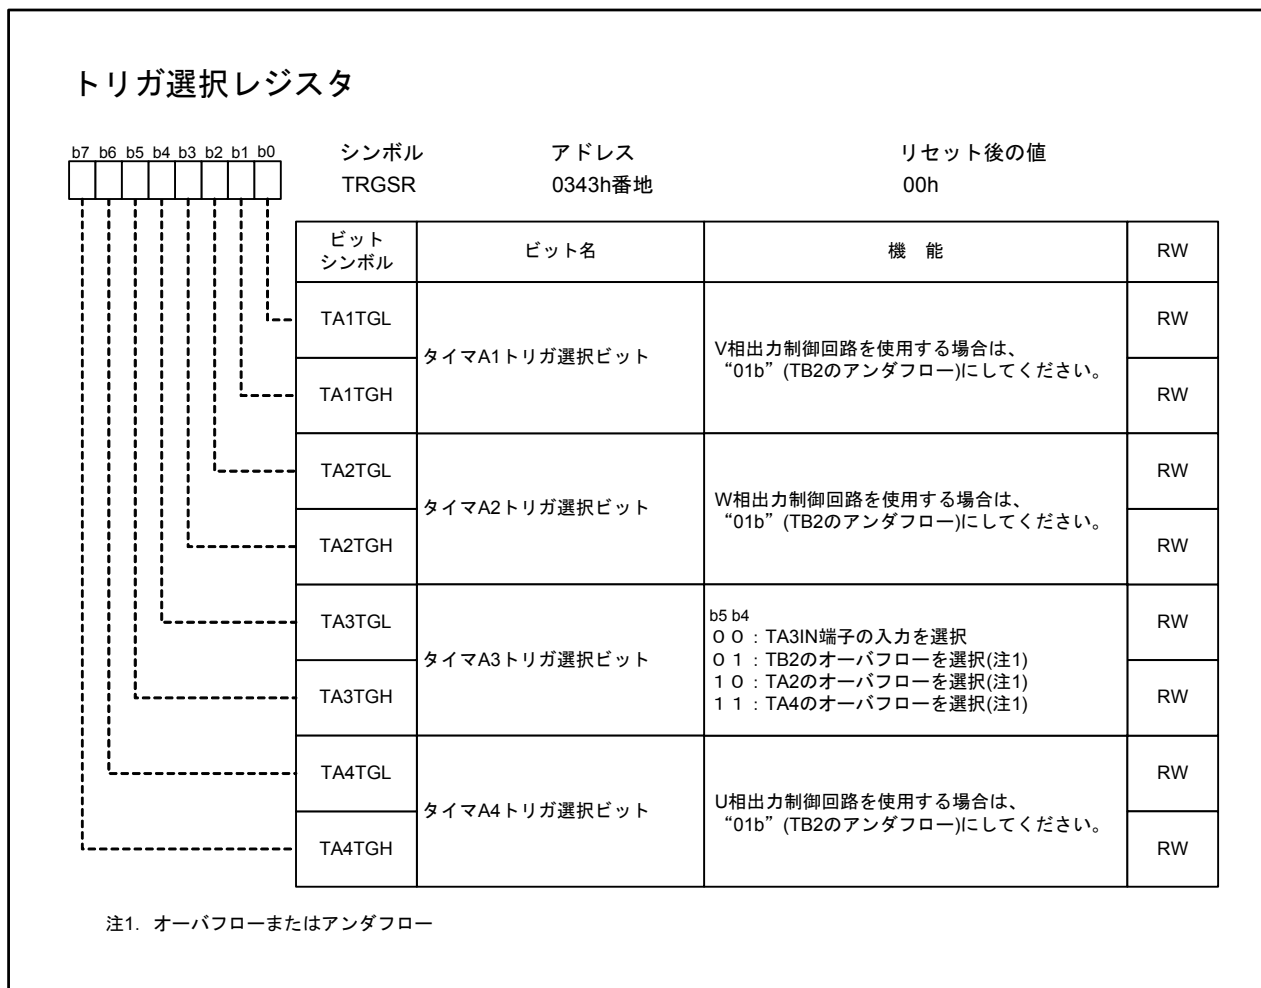 トリガ選択レジスタ
b7 b6 b5 b4 b3 b2 b1 b0
シンボル アドレス リセット後の値
TRGSR 0343h番地 00h
ビット
シンボル
ビット名
機 能
RW
TA1TGL
RW
タイマA1トリガ選択ビット
V相出力制御回路を使用する場合は、
“01b” (TB2のアンダフロー)にしてください。
TA1TGH
RW
TA2TGL
RW
タイマA2トリガ選択ビット
W相出力制御回路を使用する場合は、
“01b” (TB2のアンダフロー)にしてください。
TA2TGH
RW
TA3TGL
RW
タイマA3トリガ選択ビット
b5 b4
0 0:TA3IN端子の入力を選択
0 1:TB2のオーバフローを選択(注1)
1 0:TA2のオーバフローを選択(注1)
1 1:TA4のオーバフローを選択(注1)
TA3TGH
RW
TA4TGL
RW
タイマA4トリガ選択ビット
U相出力制御回路を使用する場合は、
“01b” (TB2のアンダフロー)にしてください。
TA4TGH
RW
注1. オーバフローまたはアンダフロー